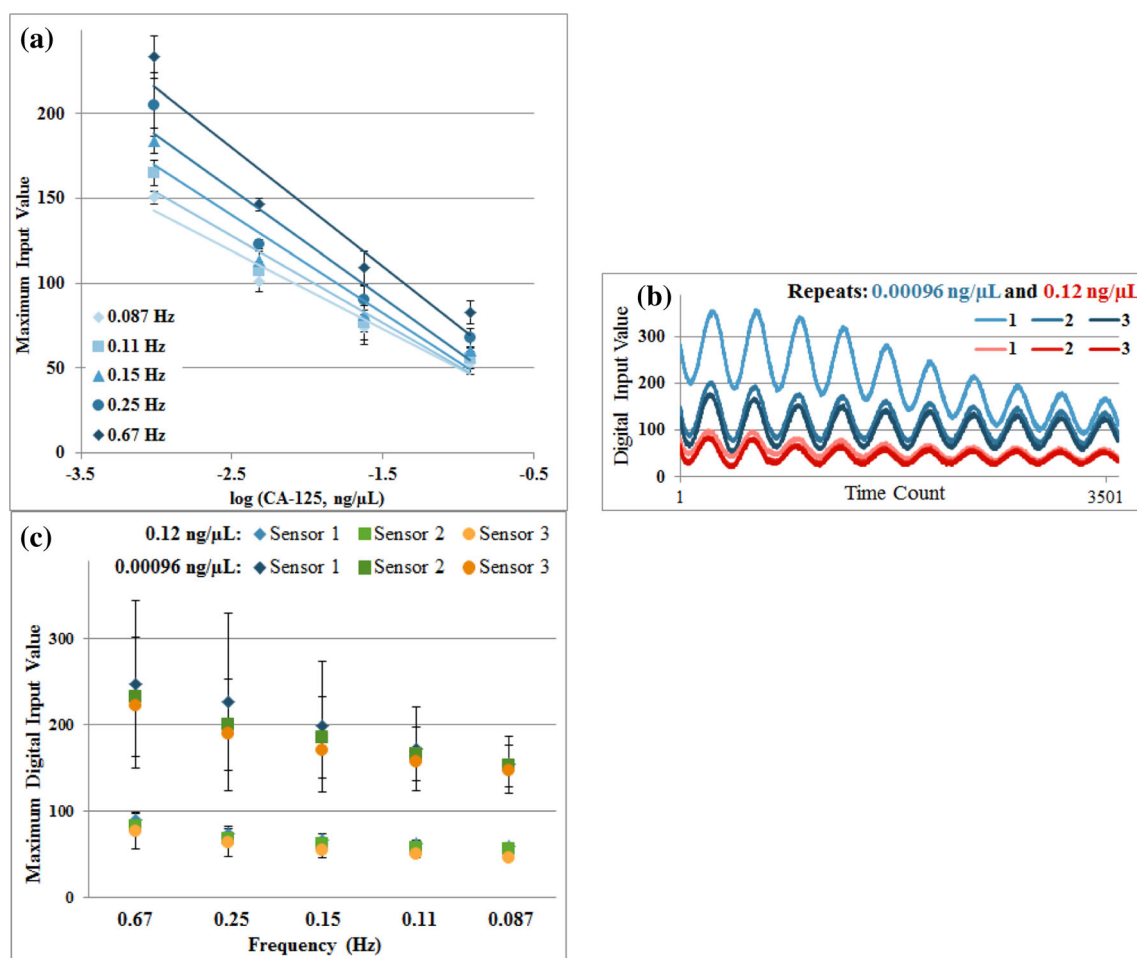 (a)
Maximum Input Value
200
150
100
50
0
0.087 Hz
0.11 Hz
0.15 Hz
0.25 Hz
0.67 Hz
-3.5 -2.5 -1.5 -0.5
log (CA-125, ng/µL)
(b)
Repeats: 0.00096 ng/µL and 0.12 ng/µL
1 2 3
1 2 3
Digital Input Value
300
200
100
0
1 3501
Time Count
(c)
0.12 ng/µL: Sensor 1 Sensor 2 Sensor 3
0.00096 ng/µL: Sensor 1 Sensor 2 Sensor 3
Maximum Digital Input Value
300
200
100
0
0.67 0.25 0.15 0.11 0.087
Frequency (Hz)